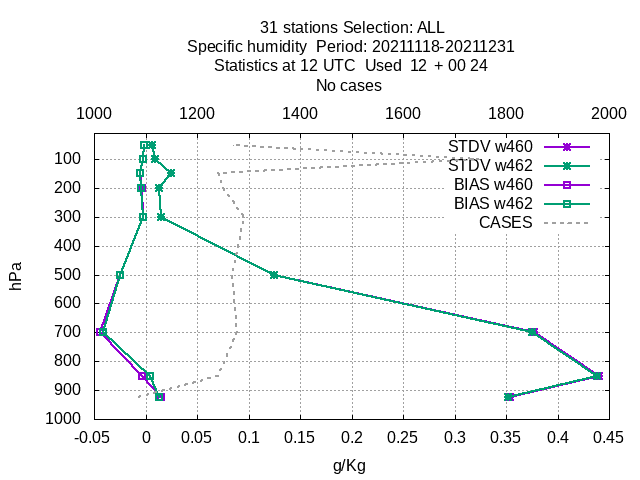 31 stations Selection: ALL
Specific humidity  Period: 20211118-20211231
Statistics at 12 UTC  Used  12  + 00 24
No cases
1000 1200 1400 1600 1800 2000
STDV w460
STDV w462
BIAS w460
BIAS w462
CASES
100
200
300
400
500
600
700
800
900
1000
hPa
-0.05 0 0.05 0.1 0.15 0.2 0.25 0.3 0.35 0.4 0.45
g/Kg